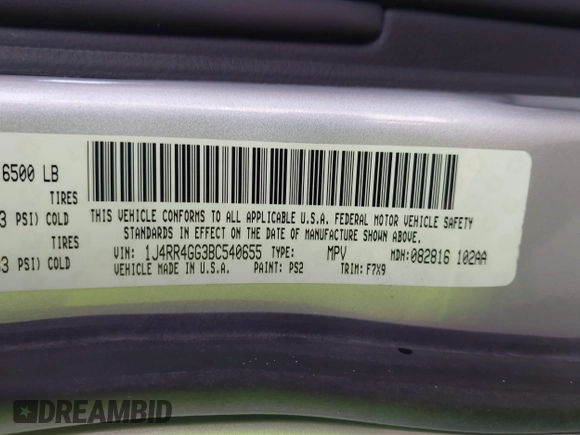 6500 LB
TIRES
3 PSI) COLD
TIRES
33 PSI) COLD
THIS VEHICLE CONFORMS TO ALL APPLICABLE U.S.A. FEDERAL MOTOR VEHICLE SAFETY
STANDARDS IN EFFECT ON THE DATE OF MANUFACTURE SHOWN ABOVE.
VIN: 1J4RR4GG3BC540655 TYPE: MPV MDH:082816 102AA
VEHICLE MADE IN U.S.A. PAINT: PS2 TRIM: F7X9
DREAMBID